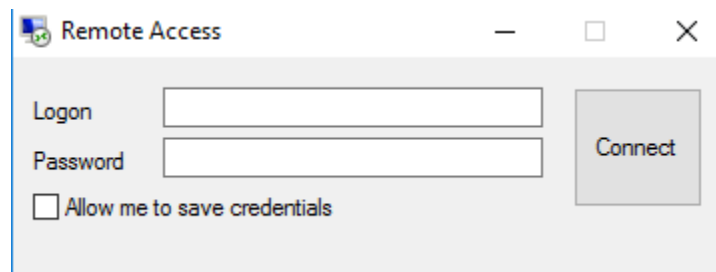 Remote Access
Logon
Connect
Password
Allow me to save credentials